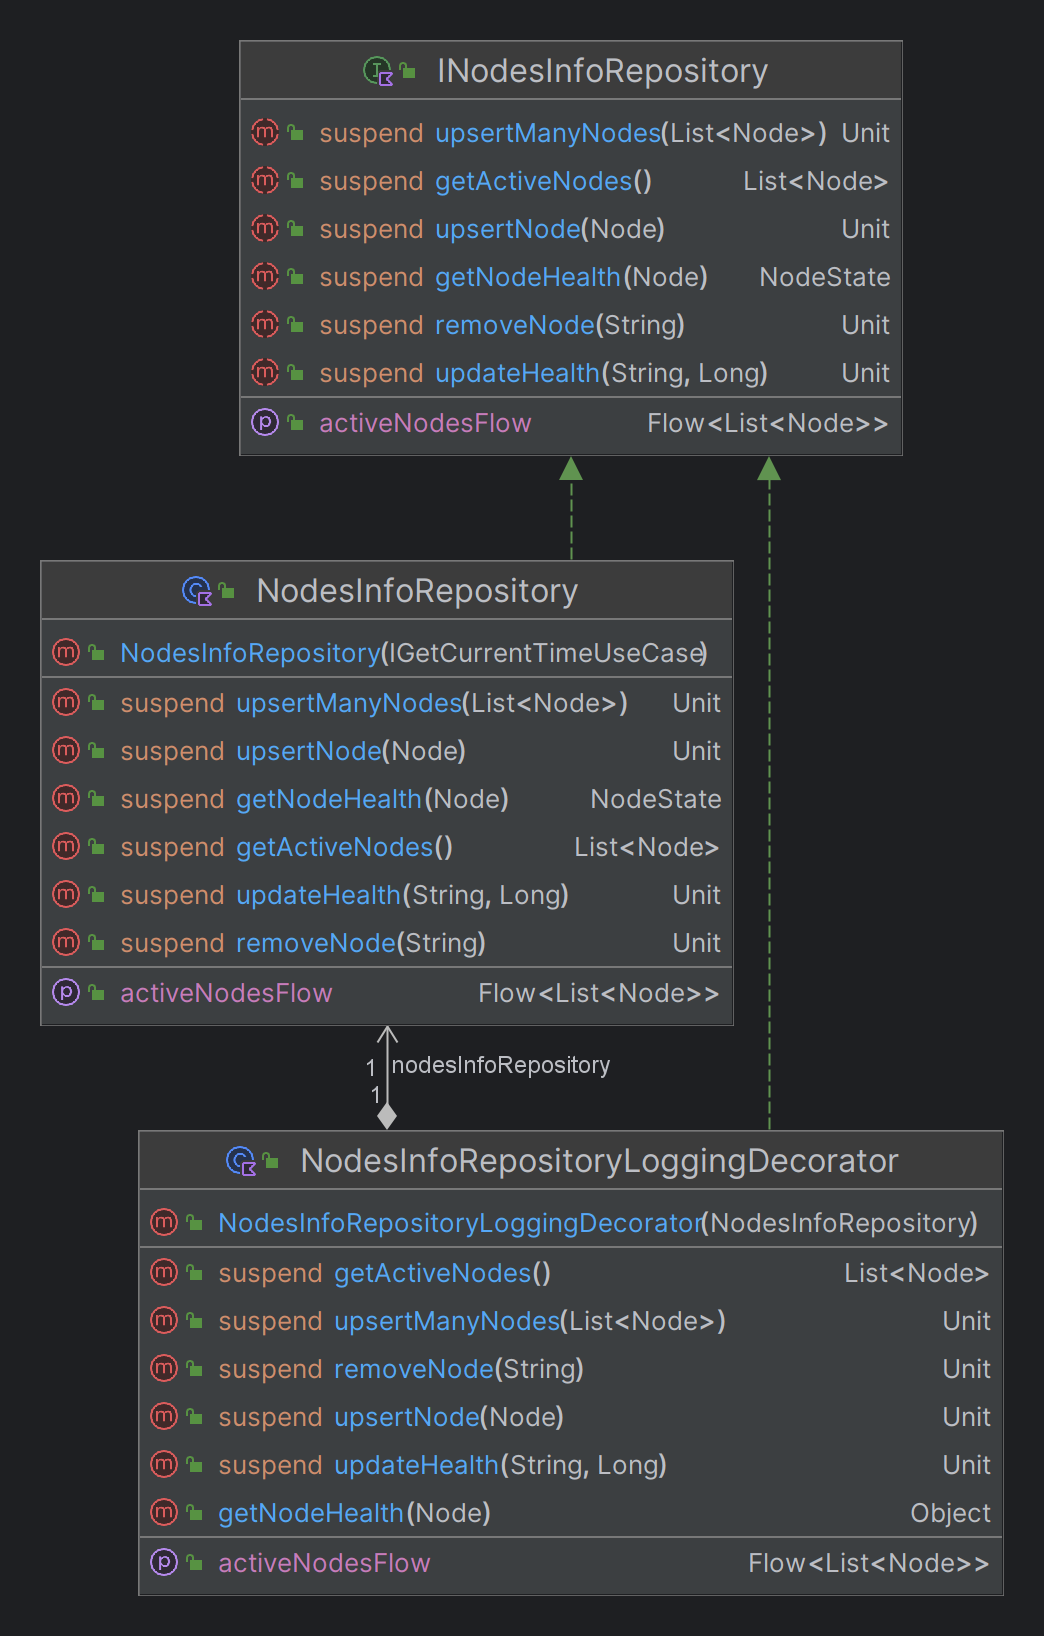 INodesInfoRepository
suspend upsertManyNodes(List<Node>) Unit
suspend getActiveNodes() List<Node>
suspend upsertNode(Node) Unit
suspend getNodeHealth(Node) NodeState
suspend removeNode(String) Unit
suspend updateHealth(String, Long) Unit
activeNodesFlow Flow<List<Node>>
NodesInfoRepository
NodesInfoRepository(IGetCurrentTimeUseCase)
suspend upsertManyNodes(List<Node>) Unit
suspend upsertNode(Node) Unit
suspend getNodeHealth(Node) NodeState
suspend getActiveNodes() List<Node>
suspend updateHealth(String, Long) Unit
suspend removeNode(String) Unit
activeNodesFlow Flow<List<Node>>
1 nodesInfoRepository
1
NodesInfoRepositoryLoggingDecorator
NodesInfoRepositoryLoggingDecorator(NodesInfoRepository)
suspend getActiveNodes() List<Node>
suspend upsertManyNodes(List<Node>) Unit
suspend removeNode(String) Unit
suspend upsertNode(Node) Unit
suspend updateHealth(String, Long) Unit
getNodeHealth(Node) Object
activeNodesFlow Flow<List<Node>>